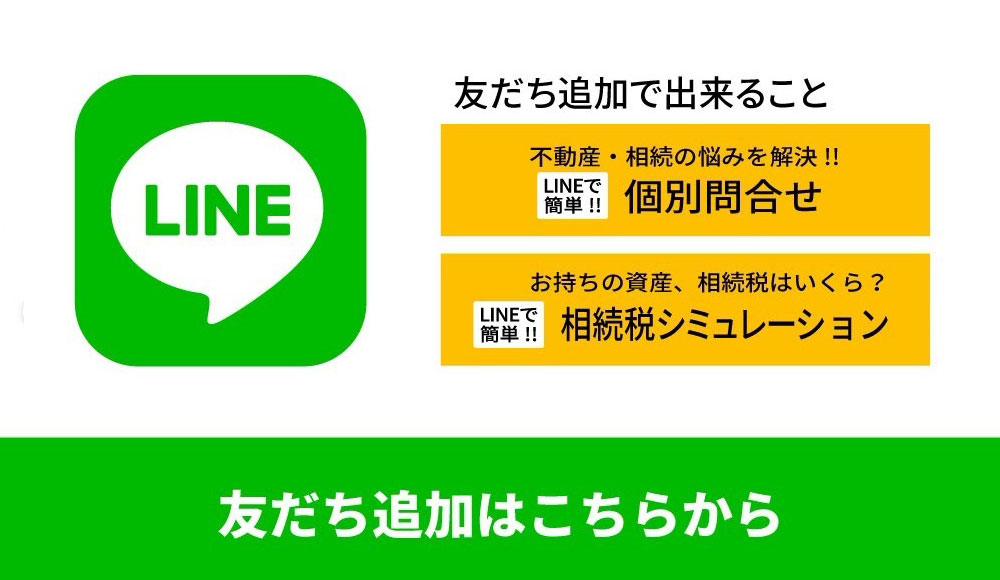 LINE
友だち追加で出来ること
不動産・相続の悩みを解決!!
LINEで
簡単!!
個別問合せ
お持ちの資産、相続税はいくら？
LINEで
簡単!!
相続税シミュレーション
友だち追加はこちらから